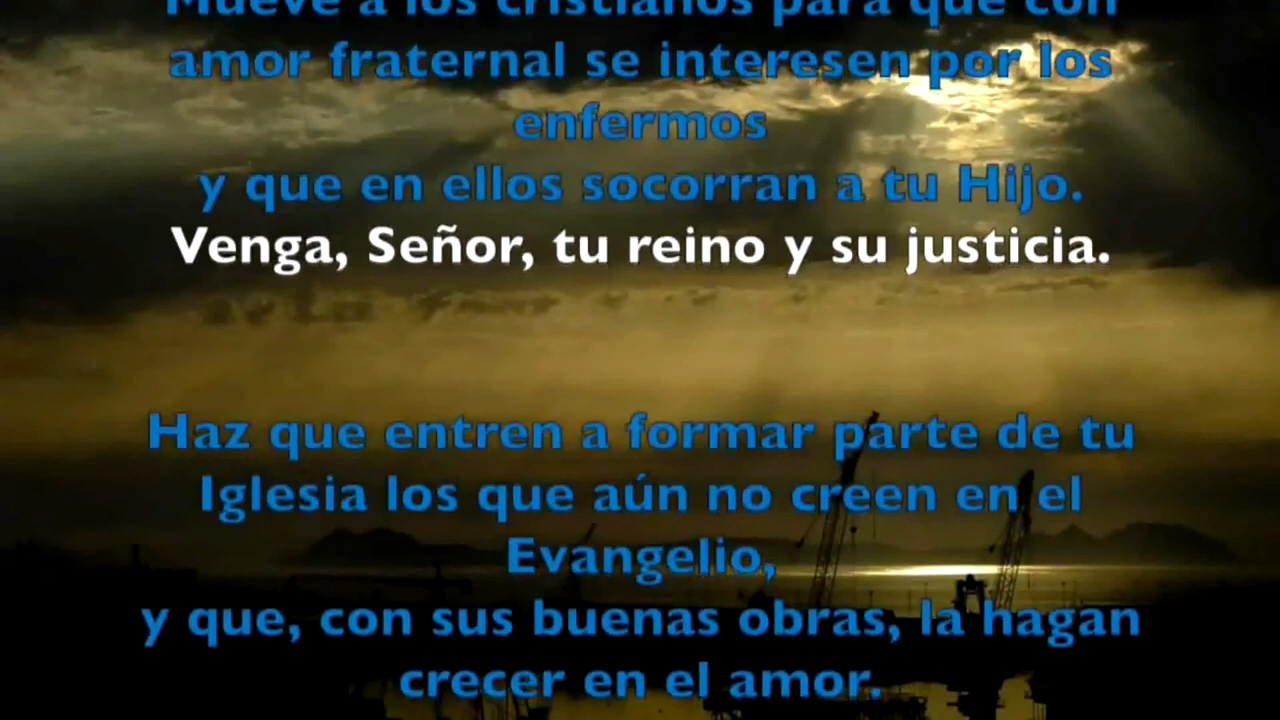 Mueve a los cristianos para que con
amor fraternal se interesen por los
enfermos
y que en ellos socorran a tu Hijo.
Venga, Señor, tu reino y su justicia.
Haz que entren a formar parte de tu
Iglesia los que aún no creen en el
Evangelio,
y que, con sus buenas obras, la hagan
crecer en el amor.